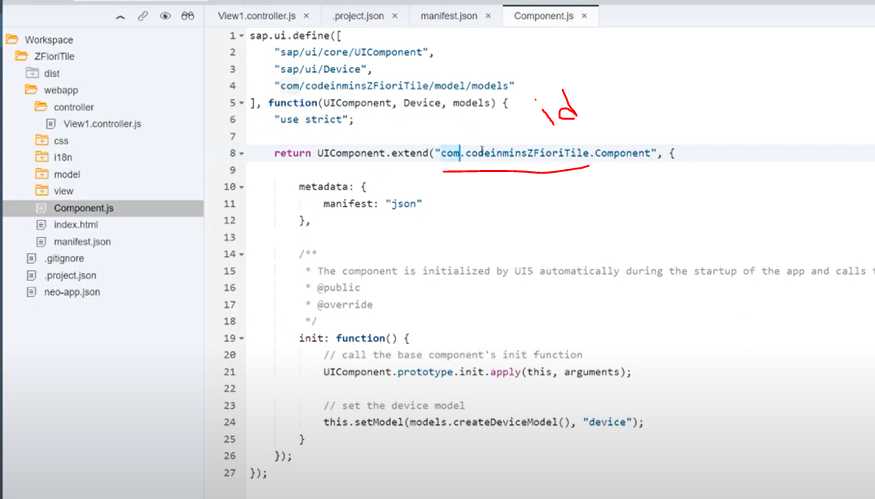 View1.controller.js ×
.project.json ×
manifest.json ×
Component.js ×
Workspace
ZFioriTile
dist
webapp
controller
View1.controller.js
css
i18n
model
view
Component.js
index.html
manifest.json
.gitignore
.project.json
neo-app.json
id
1 sap.ui.define([
2 "sap/ui/core/UIComponent",
3 "sap/ui/Device",
4 "com/codeinminsZFioriTile/model/models"
5 ], function(UIComponent, Device, models) {
6 "use strict";
7
8 return UIComponent.extend("com.codeinminsZFioriTile.Component", {
9
10 metadata: {
11 manifest: "json"
12 },
13
14 /**
15 * The component is initialized by UI5 automatically during the startup of the app and calls
16 * @public
17 * @override
18 */
19 init: function() {
20 // call the base component's init function
21 UIComponent.prototype.init.apply(this, arguments);
22
23 // set the device model
24 this.setModel(models.createDeviceModel(), "device");
25 }
26 });
27 });